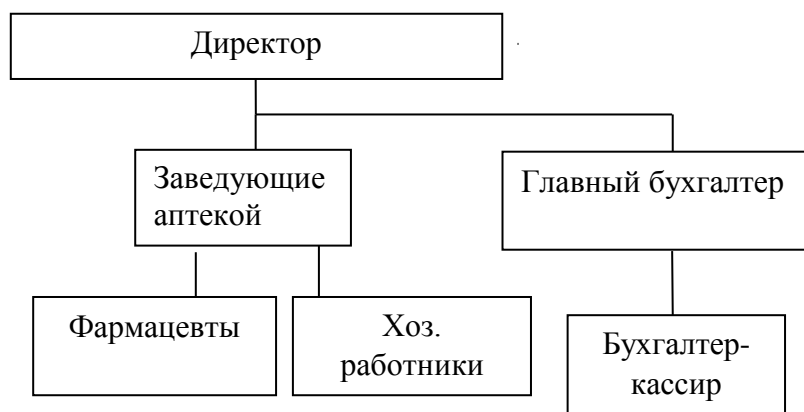 Директор
Заведующие
аптекой
Главный бухгалтер
Фармацевты
Хоз.
работники
Бухгалтер-
кассир